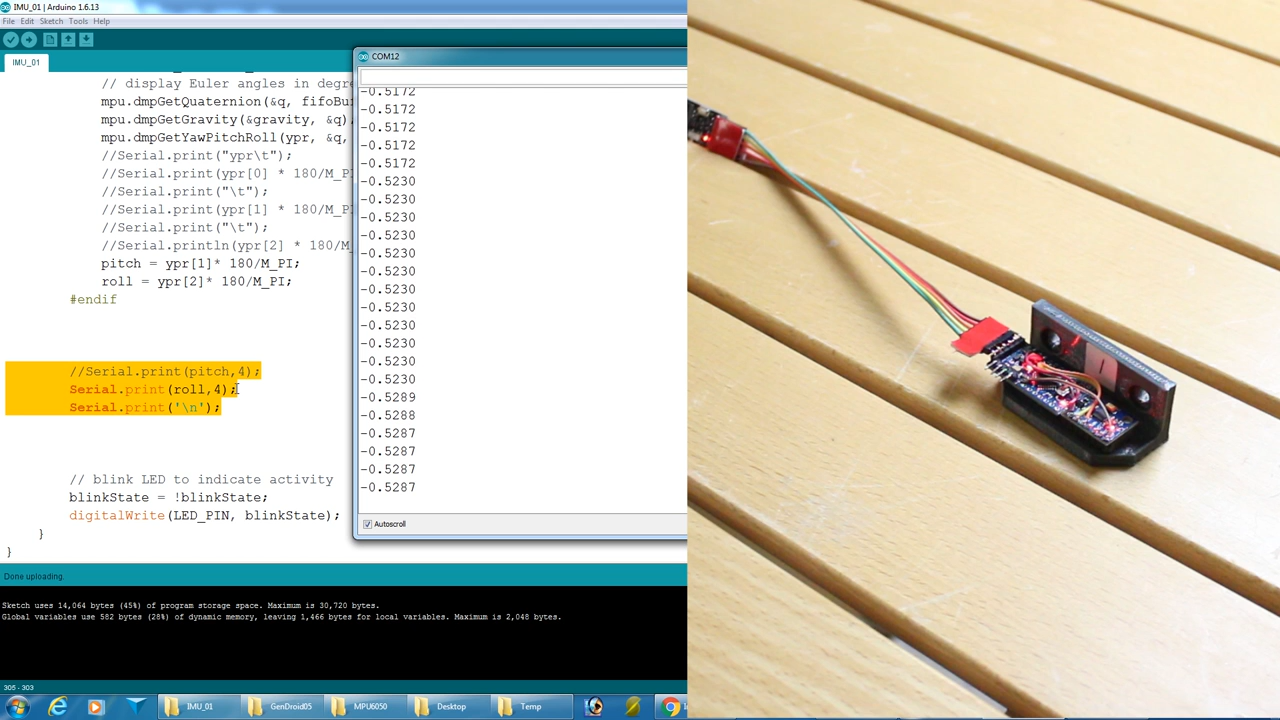 IMU_01 | Arduino 1.6.13
File Edit Sketch Tools Help
IMU_01
// display Euler angles in degre
mpu.dmpGetQuaternion(&q, fifoBuf
mpu.dmpGetGravity(&gravity, &q)
mpu.dmpGetYawPitchRoll(ypr, &q,
//Serial.print("ypr\t");
//Serial.print(ypr[0] * 180/M_PI
//Serial.print("\t");
//Serial.print(ypr[1] * 180/M_PI
//Serial.print("\t");
//Serial.println(ypr[2] * 180/M_
pitch = ypr[1]* 180/M_PI;
roll = ypr[2]* 180/M_PI;
#endif
//Serial.print(pitch,4);
Serial.print(roll,4);
Serial.print('\n');
// blink LED to indicate activity
blinkState = !blinkState;
digitalWrite(LED_PIN, blinkState);
}
}
COM12
-0.5172
-0.5172
-0.5172
-0.5172
-0.5172
-0.5230
-0.5230
-0.5230
-0.5230
-0.5230
-0.5230
-0.5230
-0.5230
-0.5230
-0.5230
-0.5230
-0.5230
-0.5289
-0.5288
-0.5287
-0.5287
-0.5287
-0.5287
Autoscroll
Done uploading.
Sketch uses 14,064 bytes (45%) of program storage space. Maximum is 30,720 bytes.
Global variables use 582 bytes (28%) of dynamic memory, leaving 1,466 bytes for local variables. Maximum is 2,048 bytes.
305 - 303
IMU_01 GenDroid05 MPU6050 Desktop Temp